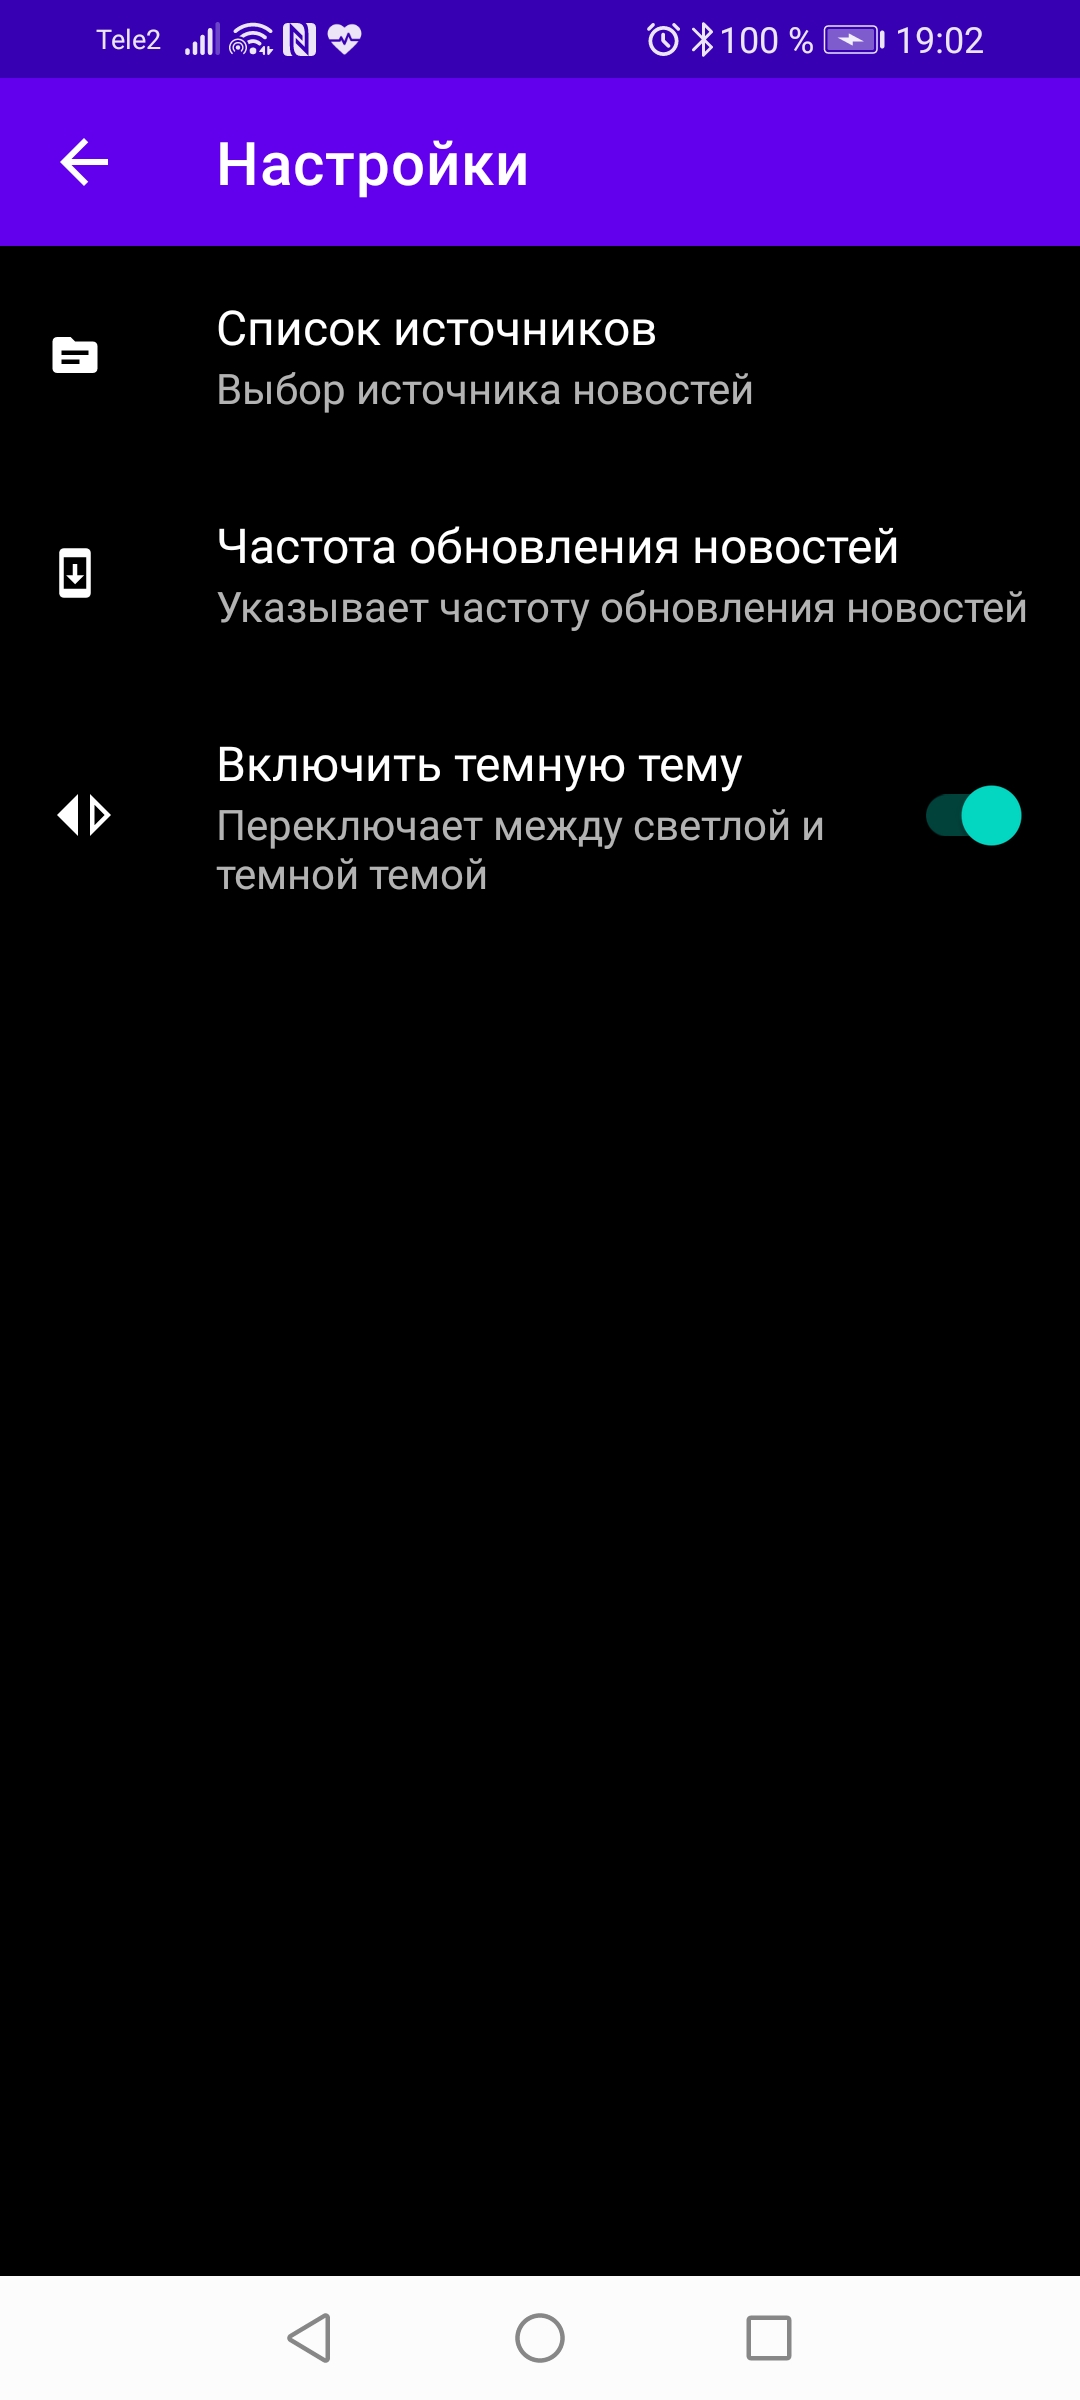 Tele2 100 % 19:02
Настройки
Список источников
Выбор источника новостей
Частота обновления новостей
Указывает частоту обновления новостей
Включить темную тему
Переключает между светлой и
темной темой